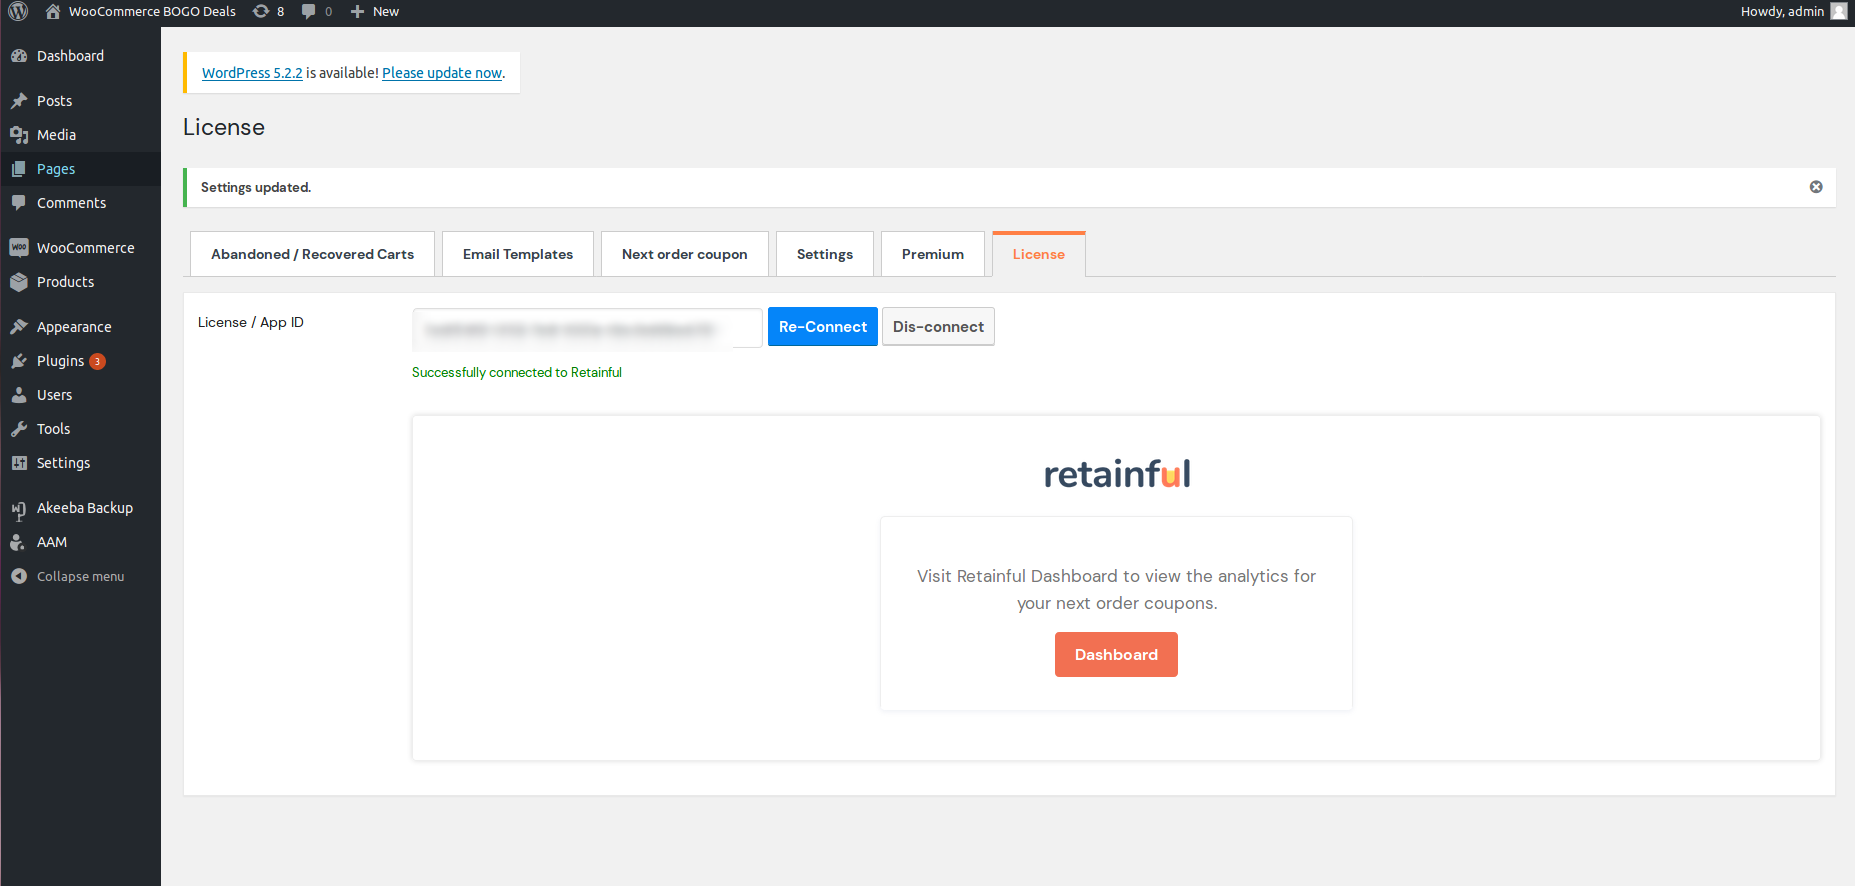 WooCommerce BOGO Deals 8 0 New Howdy, admin
Dashboard
Posts
Media
Pages
Comments
WooCommerce
Products
Appearance
Plugins 3
Users
Tools
Settings
Akeeba Backup
AAM
Collapse menu
WordPress 5.2.2 is available! Please update now.
License
Settings updated.
Abandoned / Recovered Carts Email Templates Next order coupon Settings Premium License
License / App ID Re-Connect Dis-connect
Successfully connected to Retainful
retainful
Visit Retainful Dashboard to view the analytics for
your next order coupons.
Dashboard